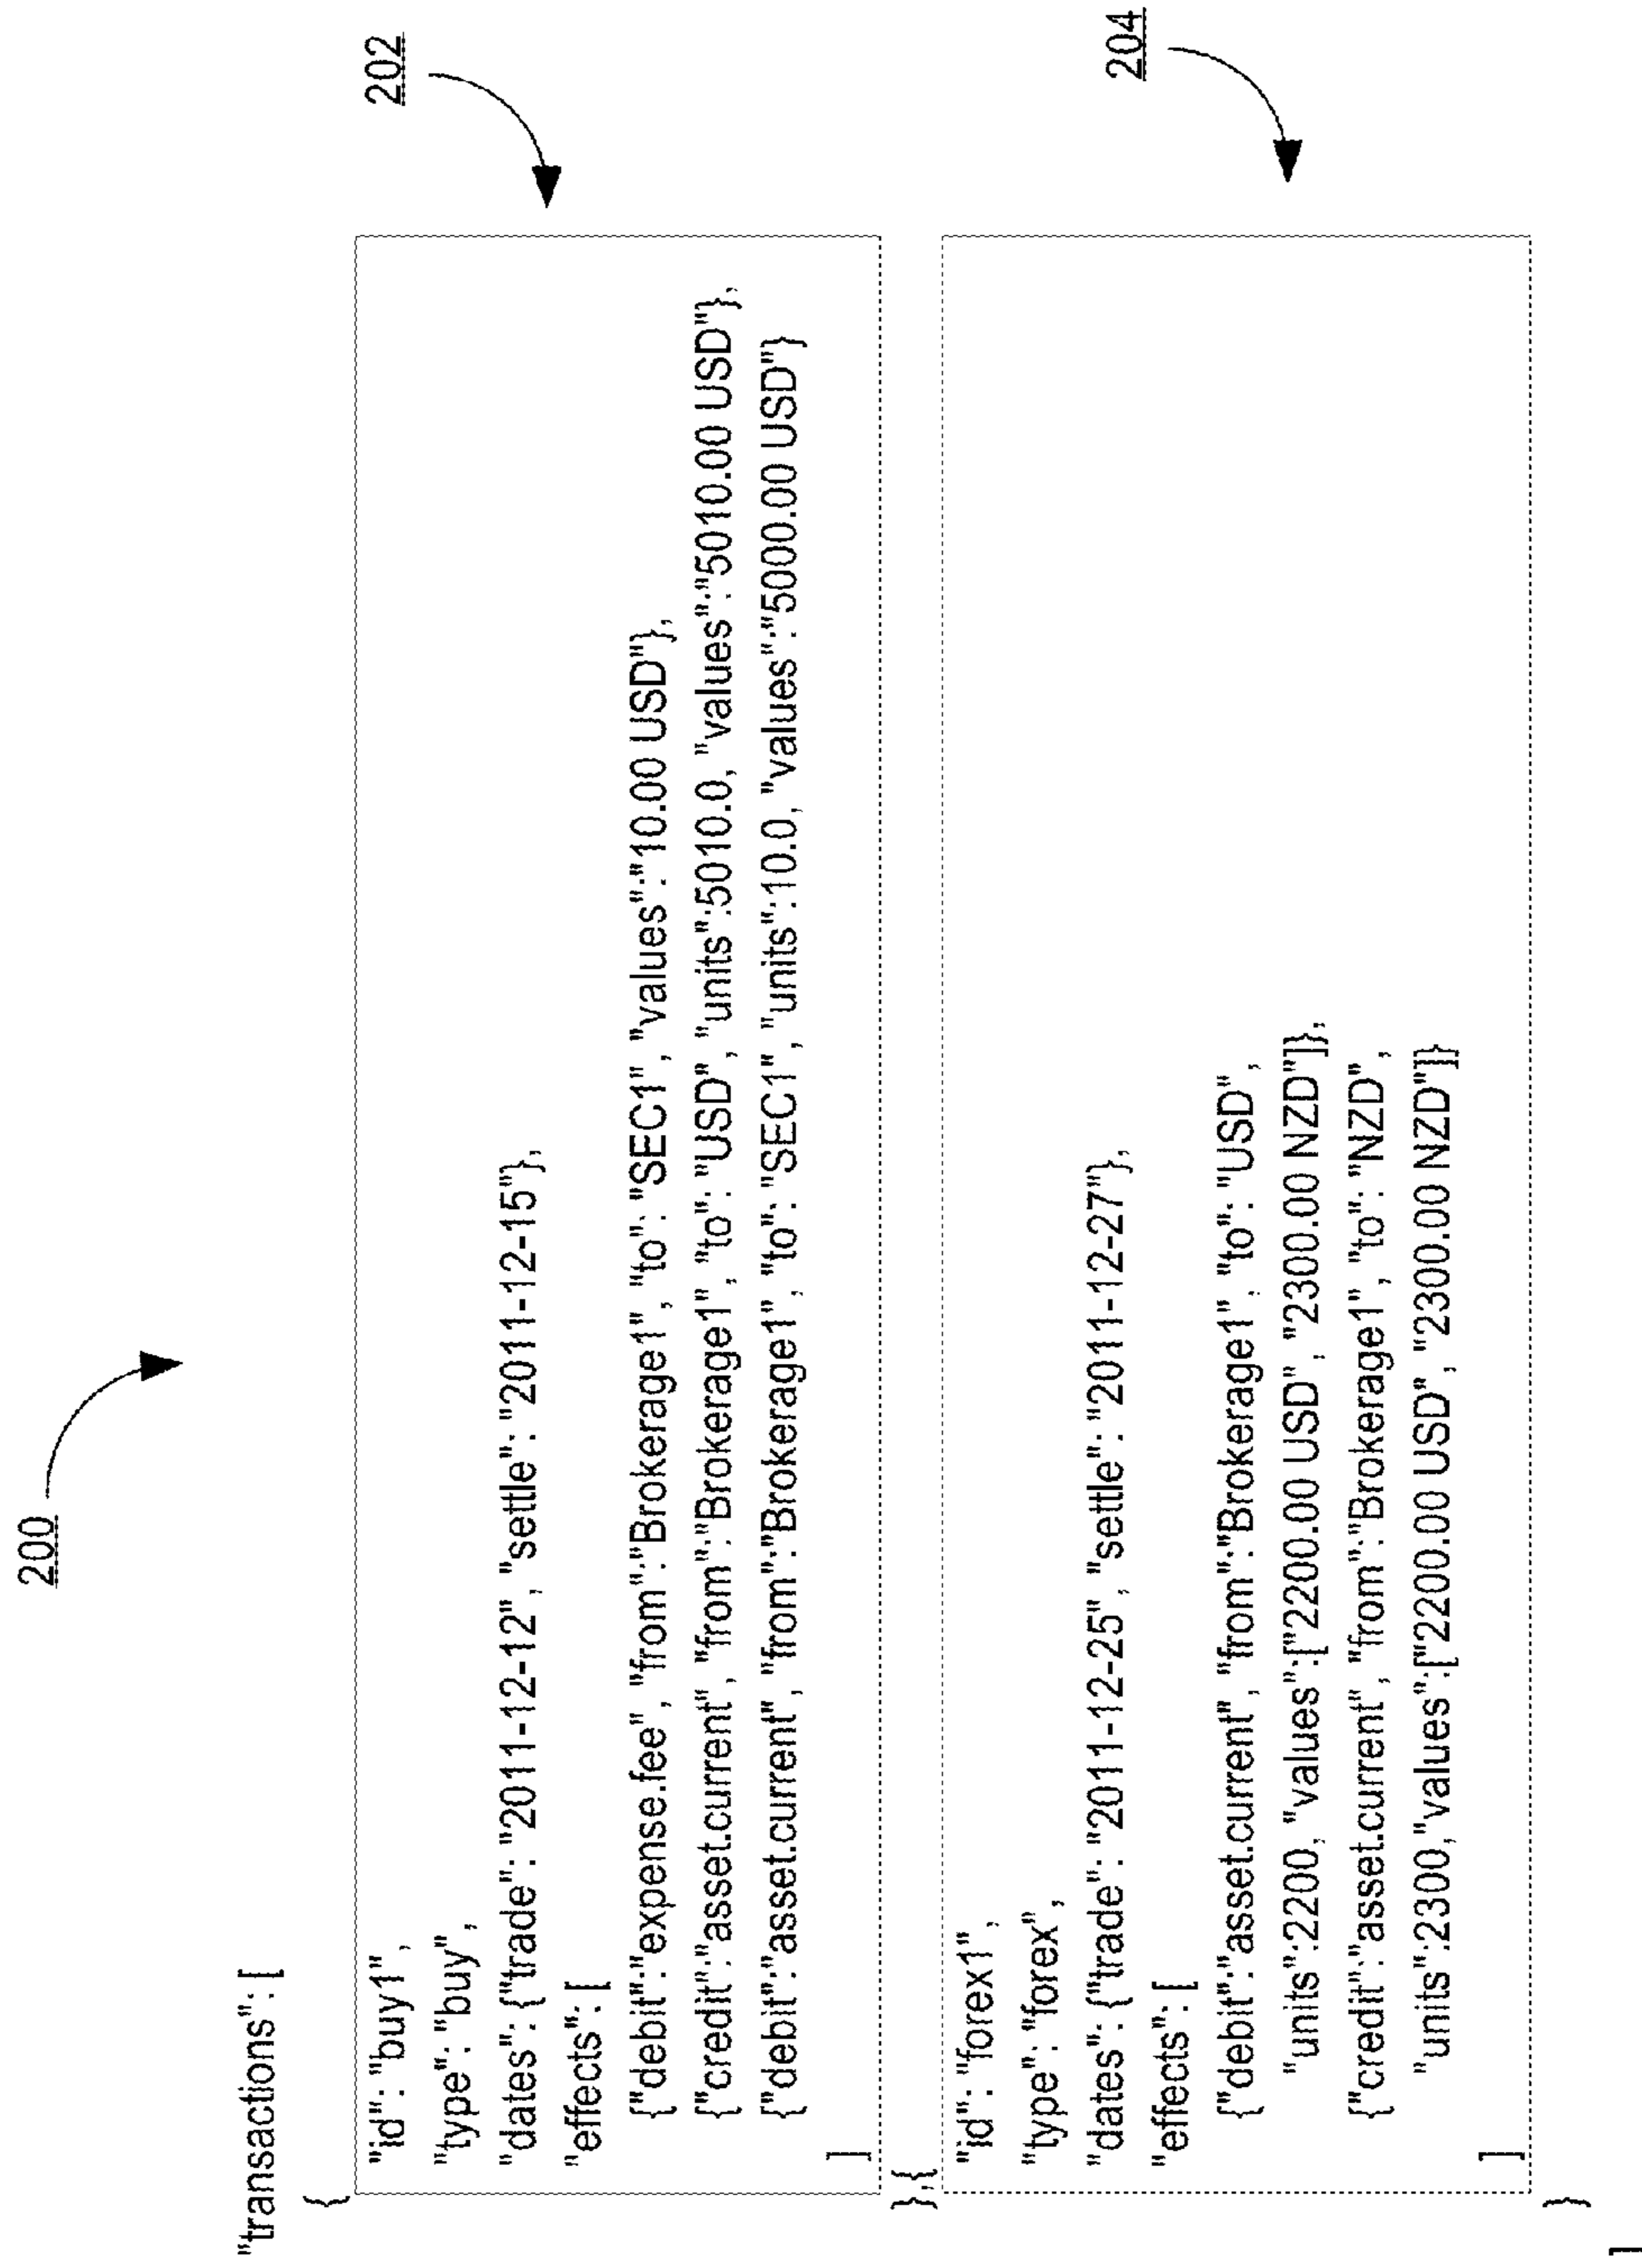 200
"transactions": [
{
202
"id": "buy1",
"type": "buy",
"dates": {"trade": "2011-12-12", "settle": "2011-12-15"},
"effects": [
{"debit":"expense.fee", "from":"Brokerage1", "to": "SEC1", "values":"10.00 USD"},
{"credit":"asset.current", "from":"Brokerage1", "to": "USD", "units":5010.0, "values":"5010.00 USD"},
{"debit":"asset.current", "from":"Brokerage1", "to": "SEC1", "units":10.0, "values":"5000.00 USD"}
]
},{
204
"id": "forex1",
"type": "forex",
"dates": {"trade": "2011-12-25", "settle": "2011-12-27"},
"effects": [
{"debit":"asset.current", "from":"Brokerage1", "to": "USD",
"units":2200, "values":["2200.00 USD", "2300.00 NZD"]},
{"credit":"asset.current", "from":"Brokerage1", "to": "NZD",
"units":2300,"values":["2200.00 USD", "2300.00 NZD"]}
]
}
]